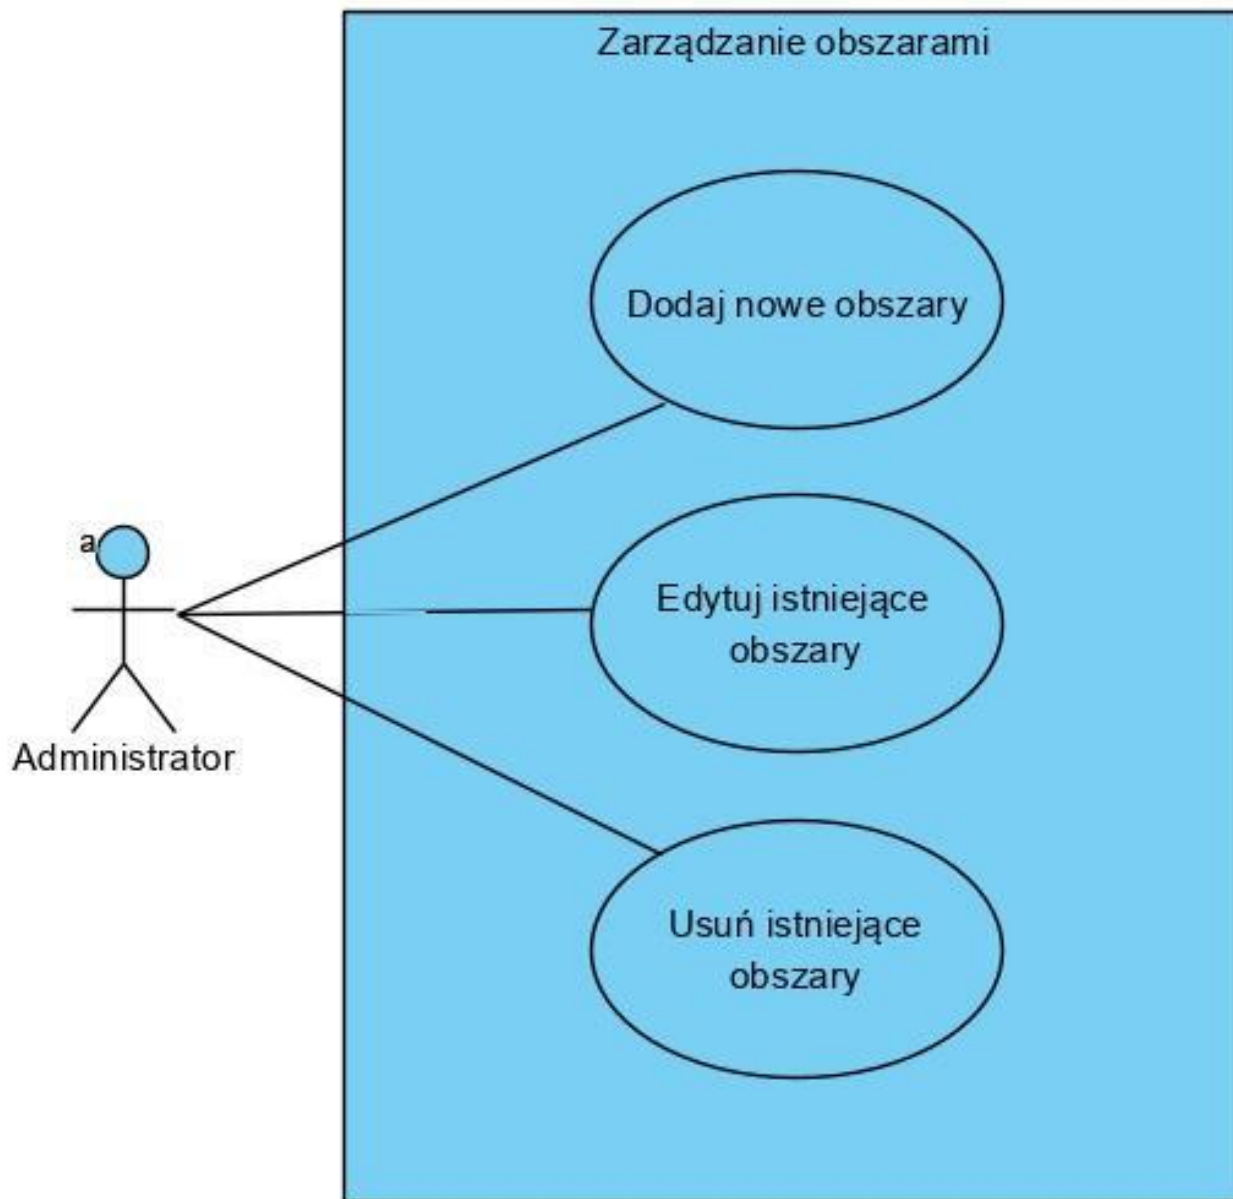 Zarządzanie obszarami
Dodaj nowe obszary
a
Edytuj istniejące
obszary
Administrator
Usuń istniejące
obszary